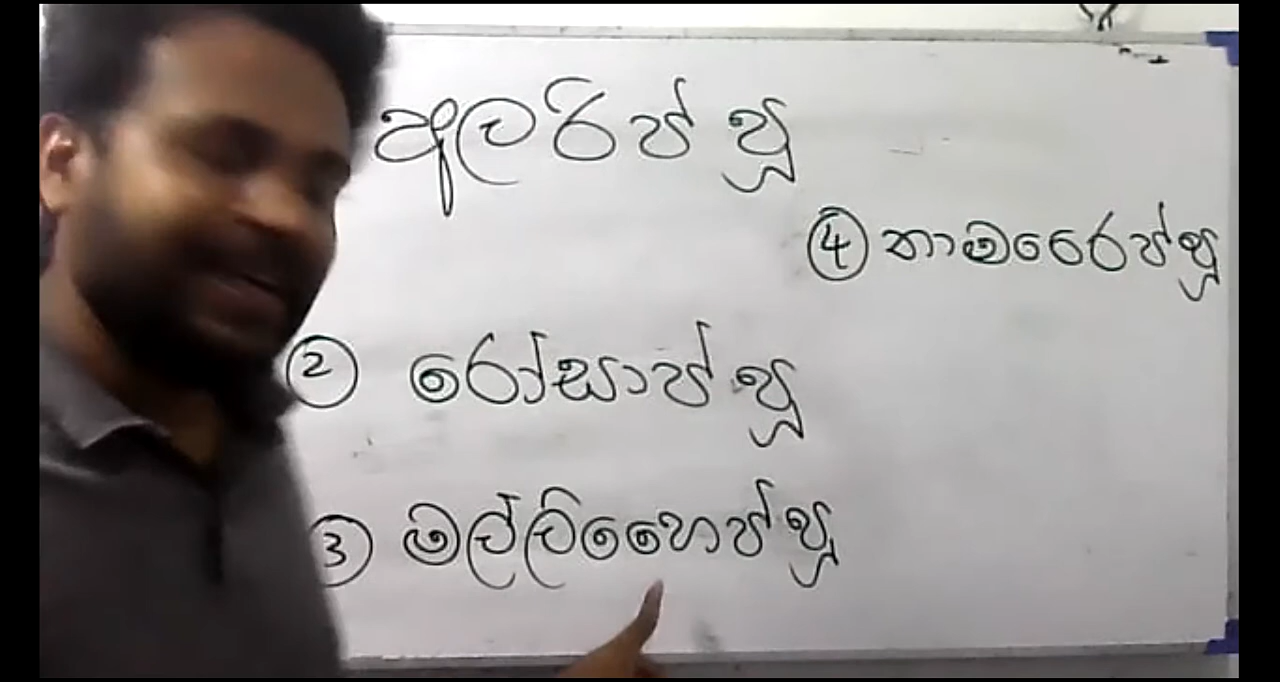 අලරිප් පූ
④ තාමරෛප්පූ
② රෝසාප් පූ
③ මල්ලිහෛප් පූ